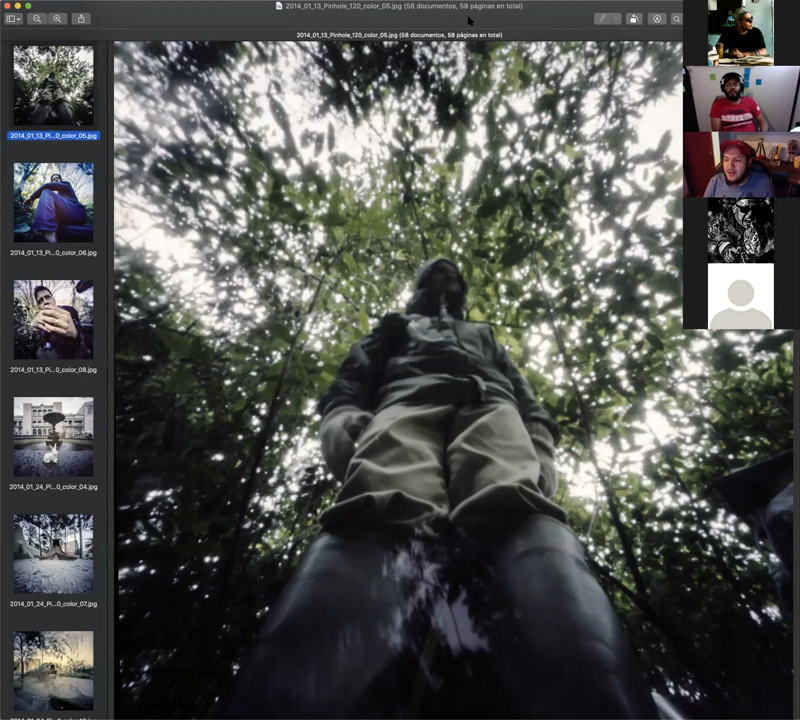 2014_01_13_Pinhole_120_color_05.jpg (58 documentos, 58 páginas en total)
2014_01_13_Pinhole_120_color_05.jpg (58 documentos, 58 páginas en total)
2014_01_13_Pi...0_color_05.jpg
2014_01_13_Pi...0_color_06.jpg
2014_01_13_Pi...0_color_08.jpg
2014_01_24_Pi...0_color_04.jpg
2014_01_24_Pi...0_color_07.jpg